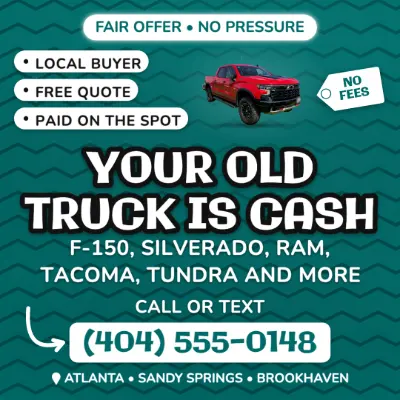 FAIR OFFER • NO PRESSURE
• LOCAL BUYER
• FREE QUOTE
• PAID ON THE SPOT
NO
FEES
YOUR OLD
TRUCK IS CASH
F-150, SILVERADO, RAM,
TACOMA, TUNDRA AND MORE
CALL OR TEXT
(404) 555-0148
ATLANTA • SANDY SPRINGS • BROOKHAVEN